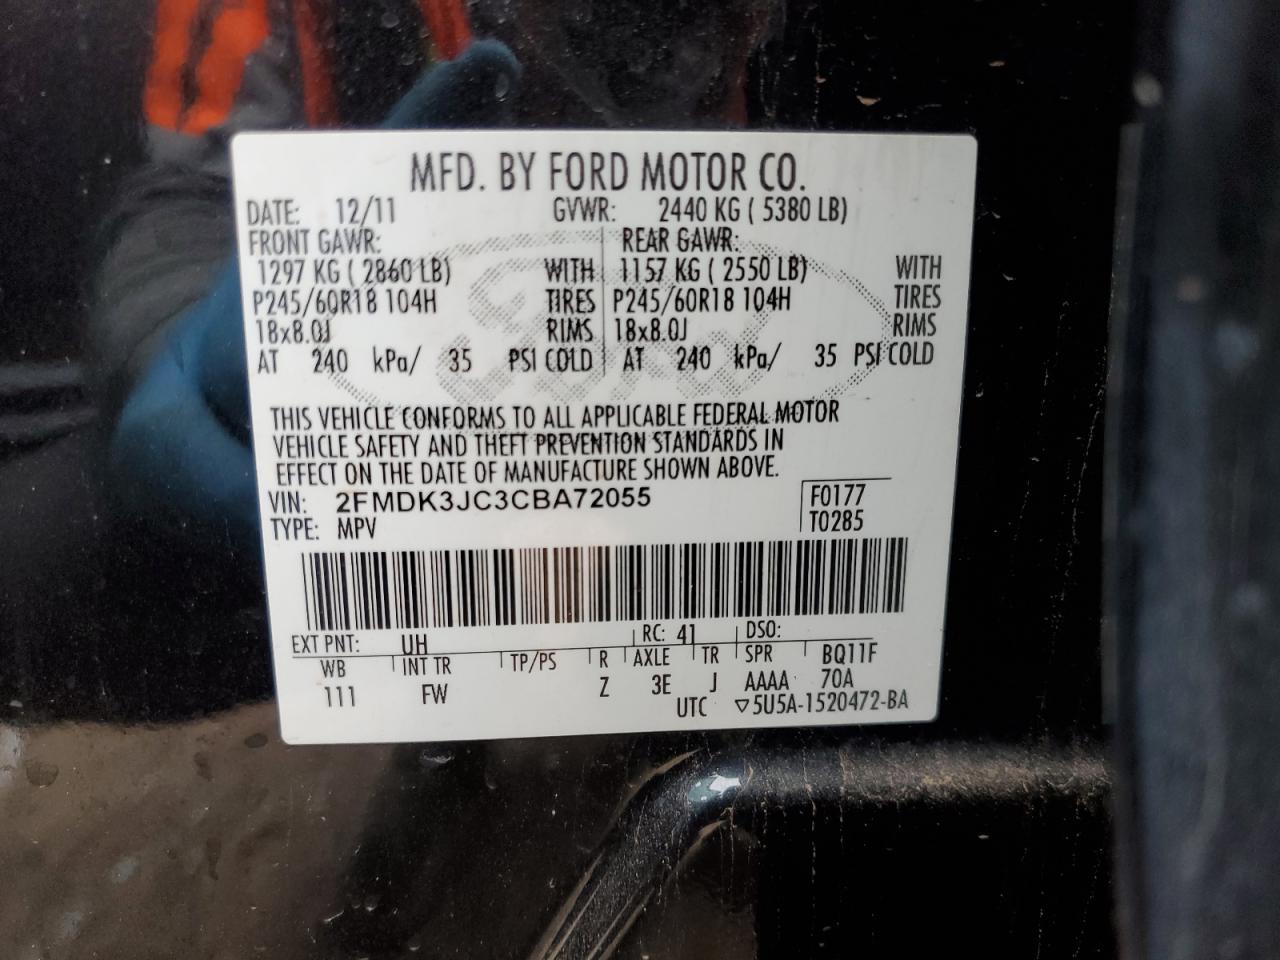 MFD. BY FORD MOTOR CO.
DATE: 12/11 GVWR: 2440 KG ( 5380 LB)
FRONT GAWR: REAR GAWR:
1297 KG ( 2860 LB) WITH 1157 KG ( 2550 LB) WITH
P245/60R18 104H TIRES P245/60R18 104H TIRES
18x8.0J RIMS 18x8.0J RIMS
AT 240 kPa/ 35 PSI COLD AT 240 kPa/ 35 PSI COLD
Ford
THIS VEHICLE CONFORMS TO ALL APPLICABLE FEDERAL MOTOR
VEHICLE SAFETY AND THEFT PREVENTION STANDARDS IN
EFFECT ON THE DATE OF MANUFACTURE SHOWN ABOVE.
VIN: 2FMDK3JC3CBA72055 F0177
TYPE: MPV T0285
EXT PNT: UH RC: 41 DSO:
WB INT TR TP/PS R AXLE TR SPR BQ11F
111 FW Z 3E J AAAA 70A
UTC ▽5U5A-1520472-BA